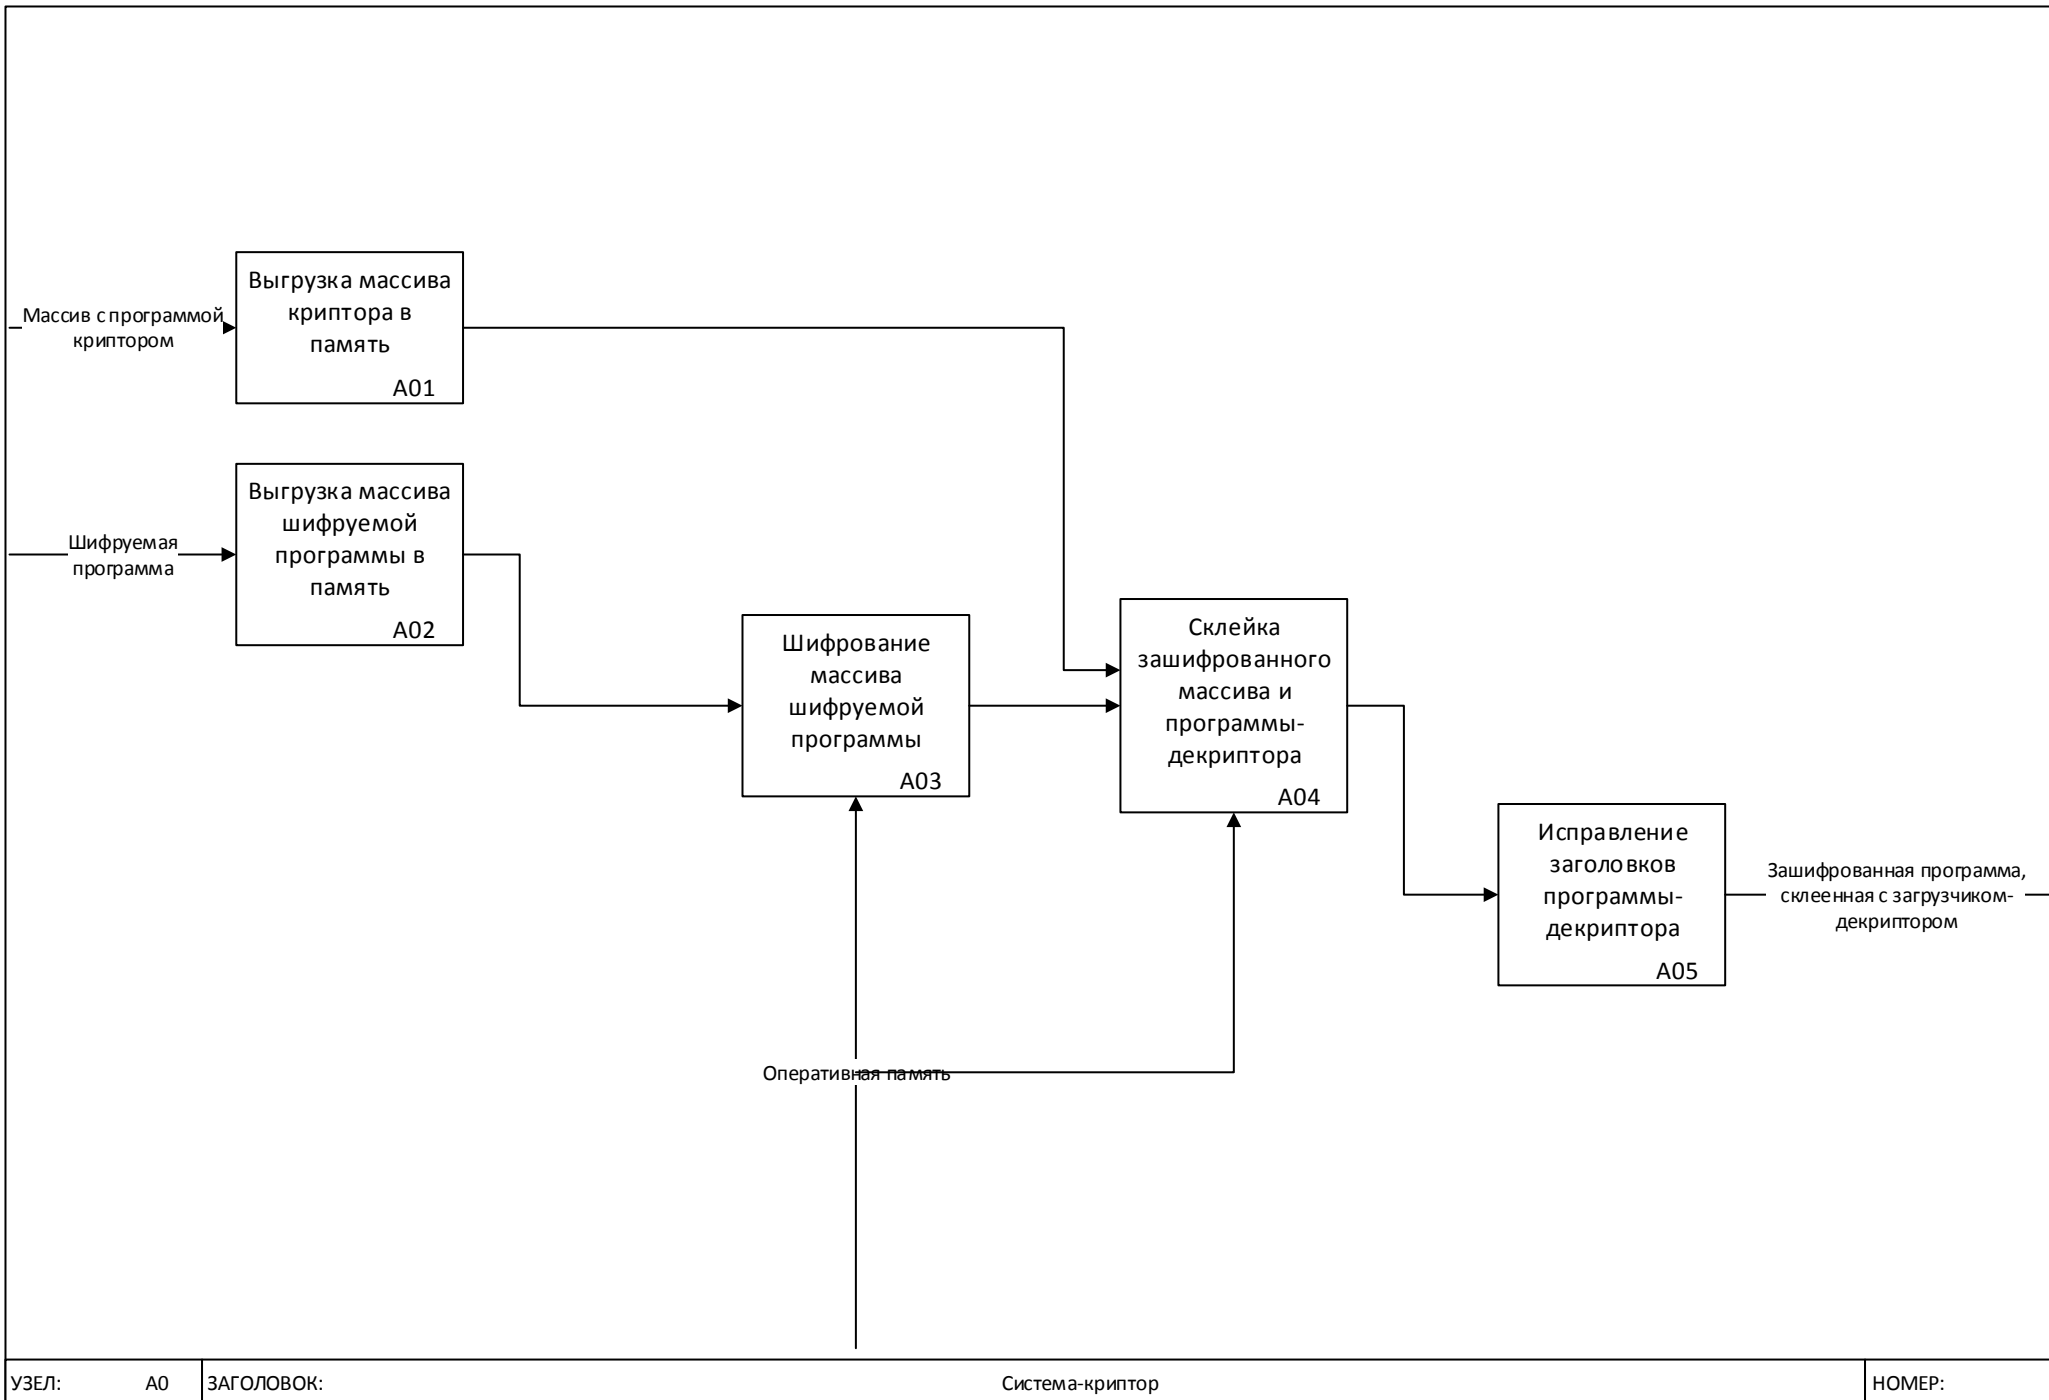 Выгрузка массива
криптора в
память
A01
Массив с программой
криптором
Выгрузка массива
шифруемой
программы в
память
A02
Шифруемая
программа
Шифрование
массива
шифруемой
программы
A03
Склейка
зашифрованного
массива и
программы-
декриптора
A04
Исправление
заголовков
программы-
декриптора
A05
Зашифрованная программа,
склеенная с загрузчиком-
декриптором
Оперативная память
УЗЕЛ: A0 ЗАГОЛОВОК: Система-криптор НОМЕР: